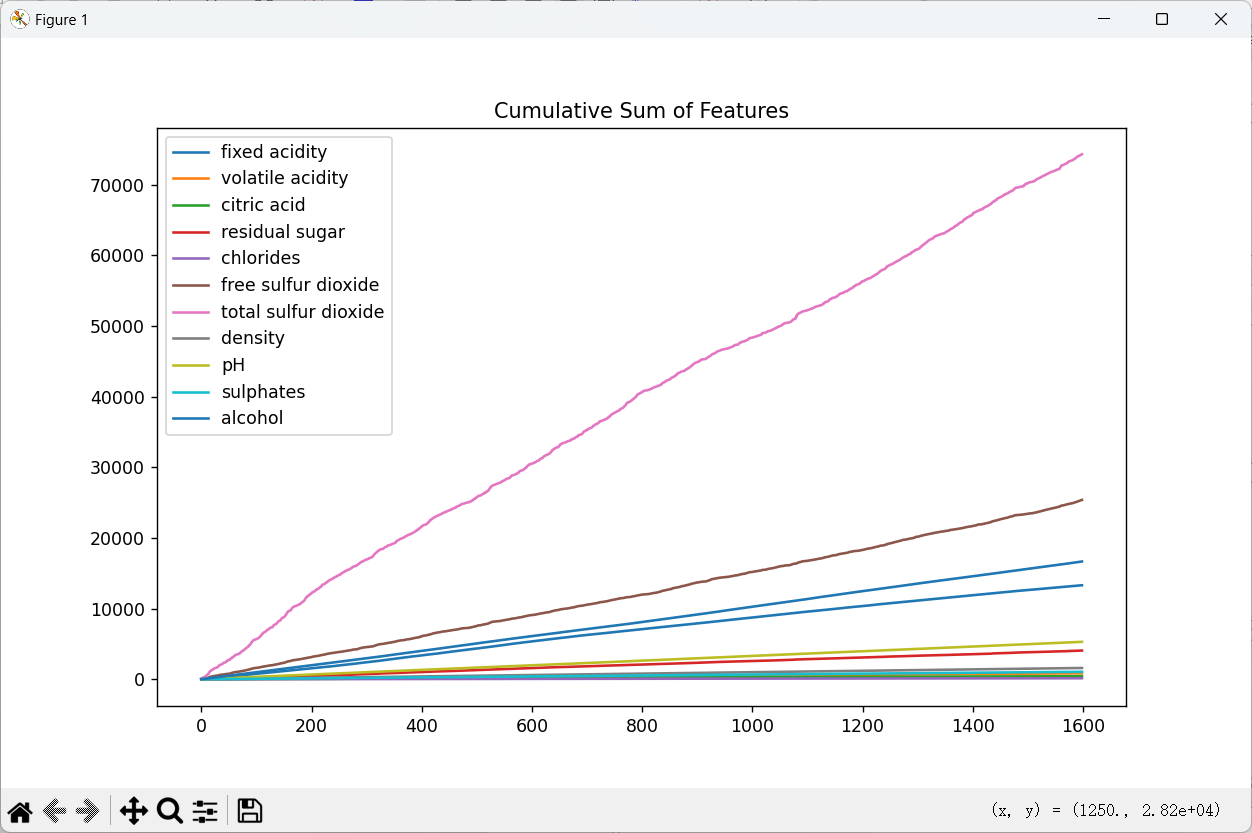 Figure 1
Cumulative Sum of Features
fixed acidity
volatile acidity
citric acid
residual sugar
chlorides
free sulfur dioxide
total sulfur dioxide
density
pH
sulphates
alcohol
70000
60000
50000
40000
30000
20000
10000
0
0 200 400 600 800 1000 1200 1400 1600
(x, y) = (1250., 2.82e+04)